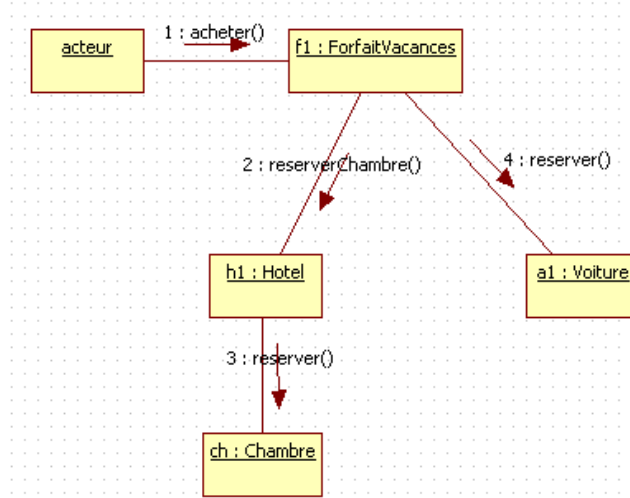 1 : acheter()
acteur
f1 : ForfaitVacances
2 : reserverChambre()
4 : reserver()
h1 : Hotel
a1 : Voiture
3 : reserver()
ch : Chambre